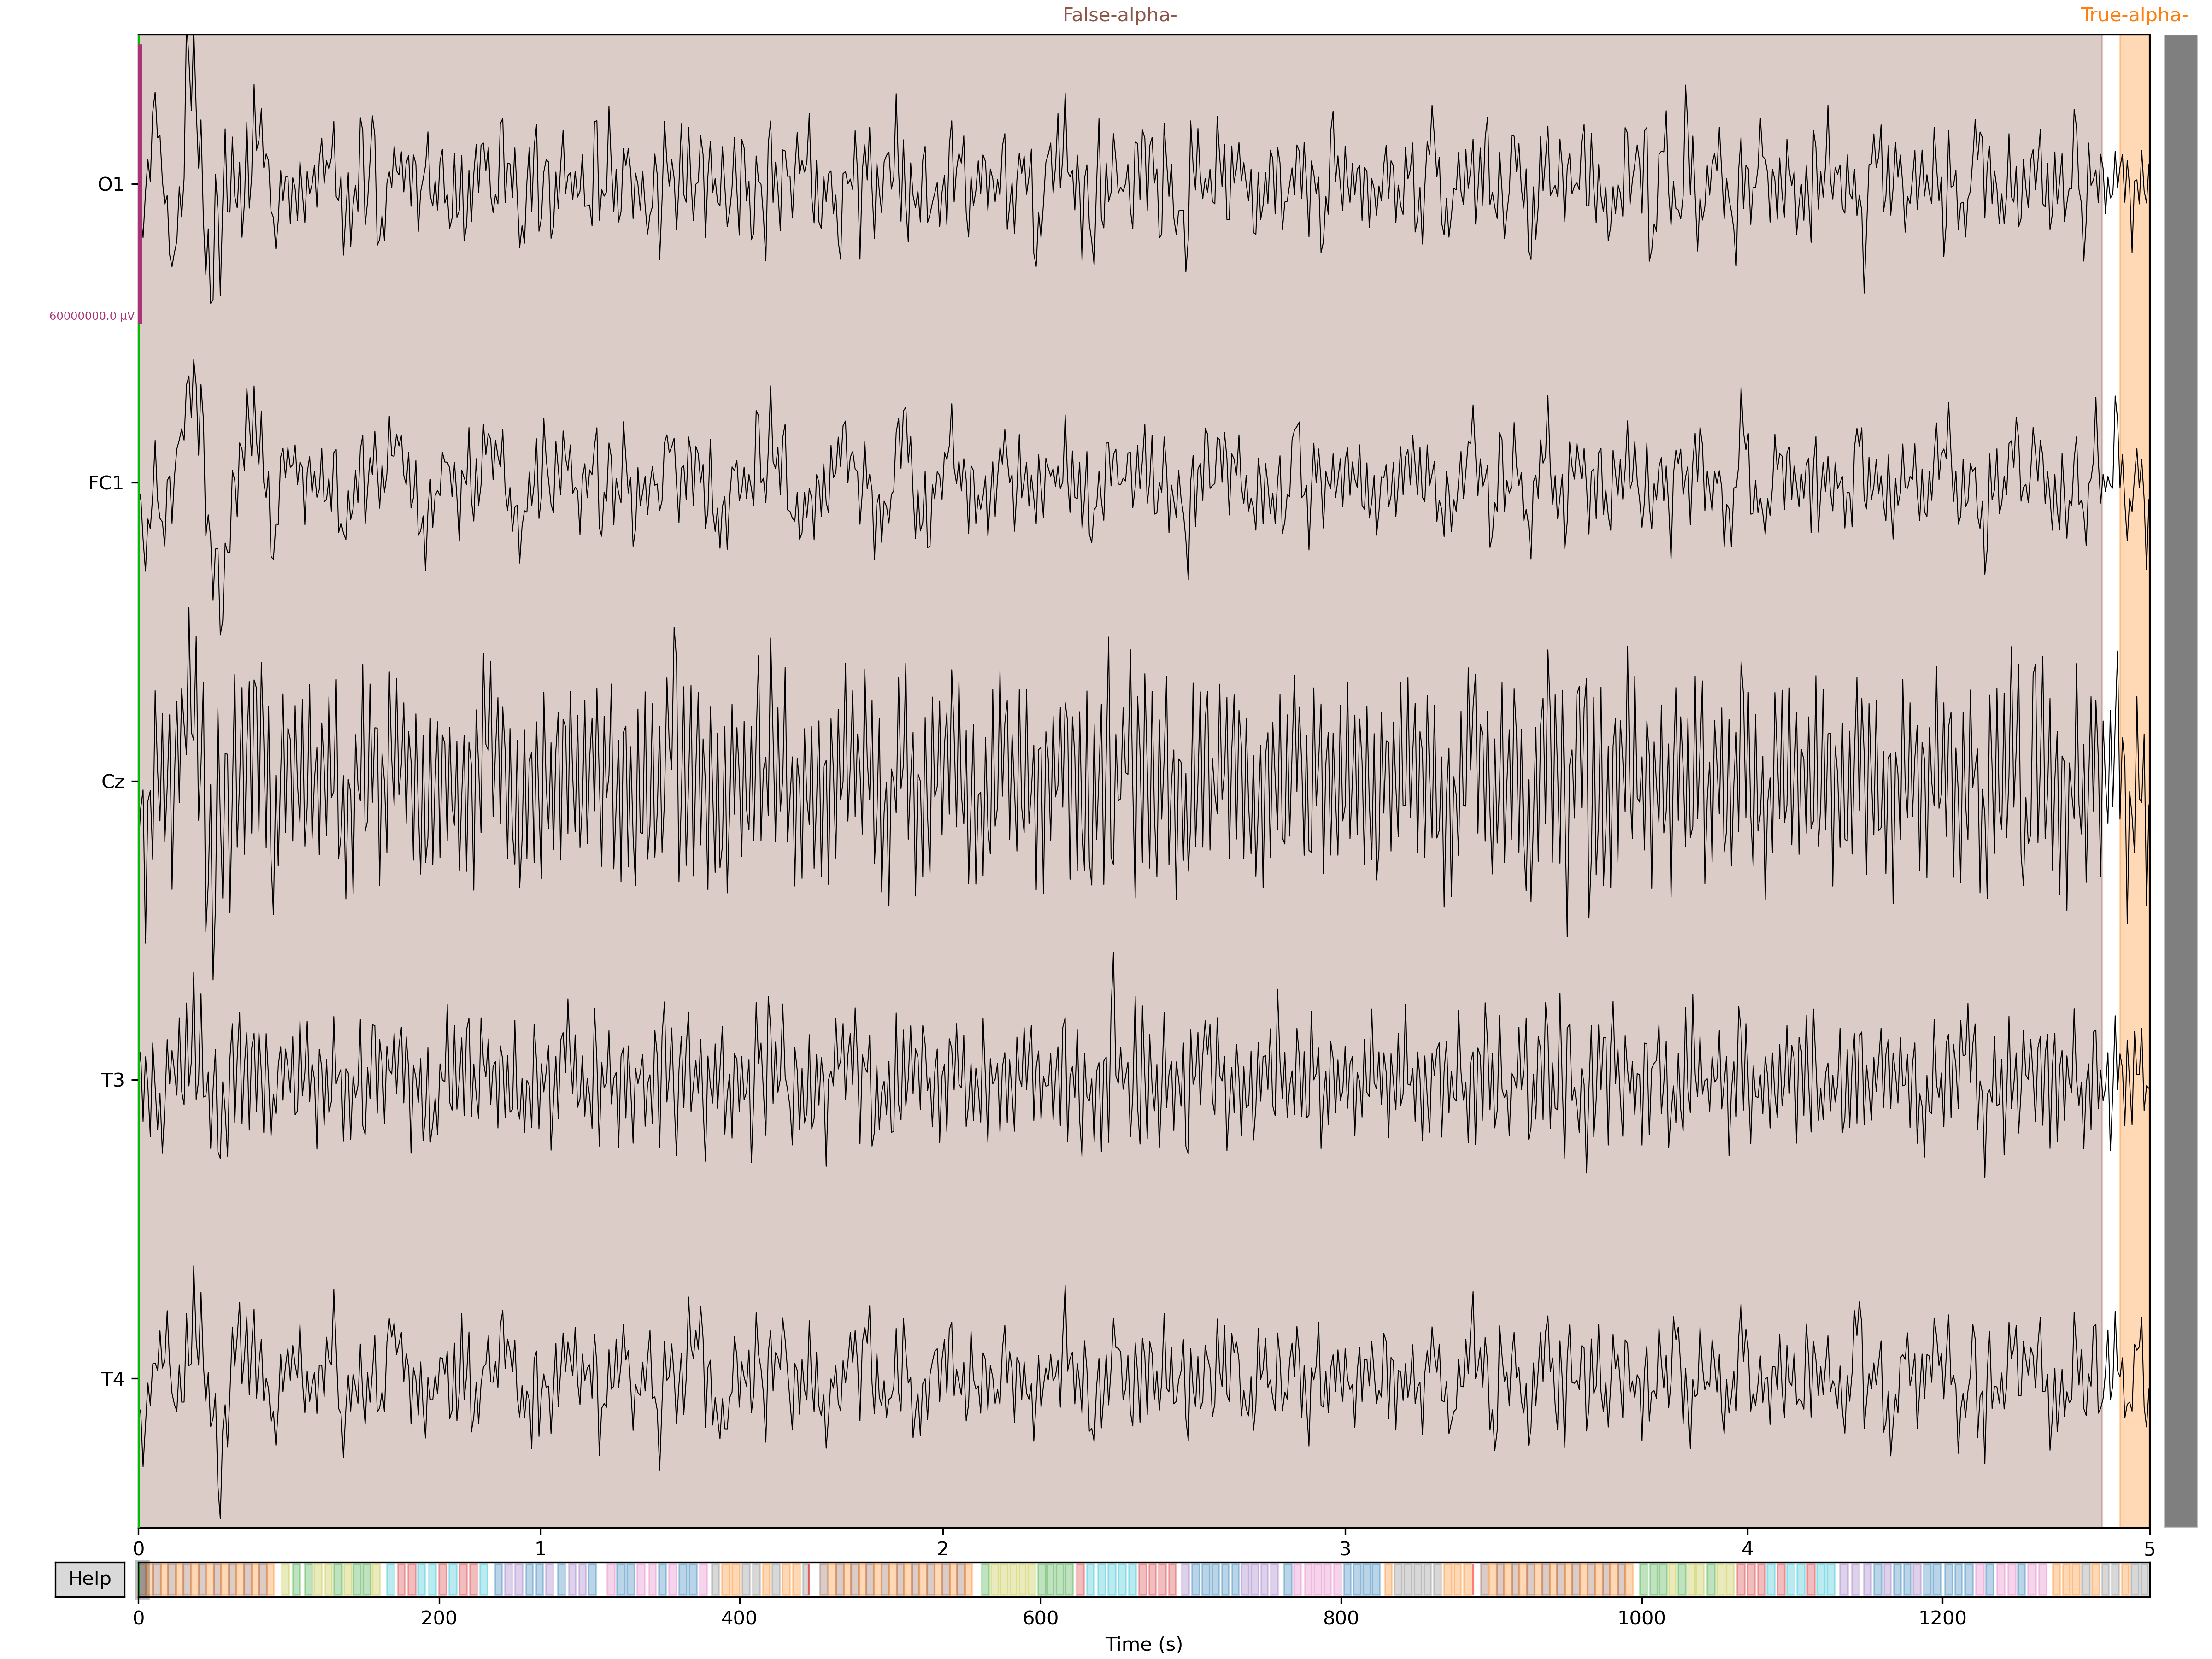 False-alpha- True-alpha-
O1
60000000.0 µV
FC1
Cz
T3
T4
0 1 2 3 4 5
Help
0 200 400 600 800 1000 1200
Time (s)